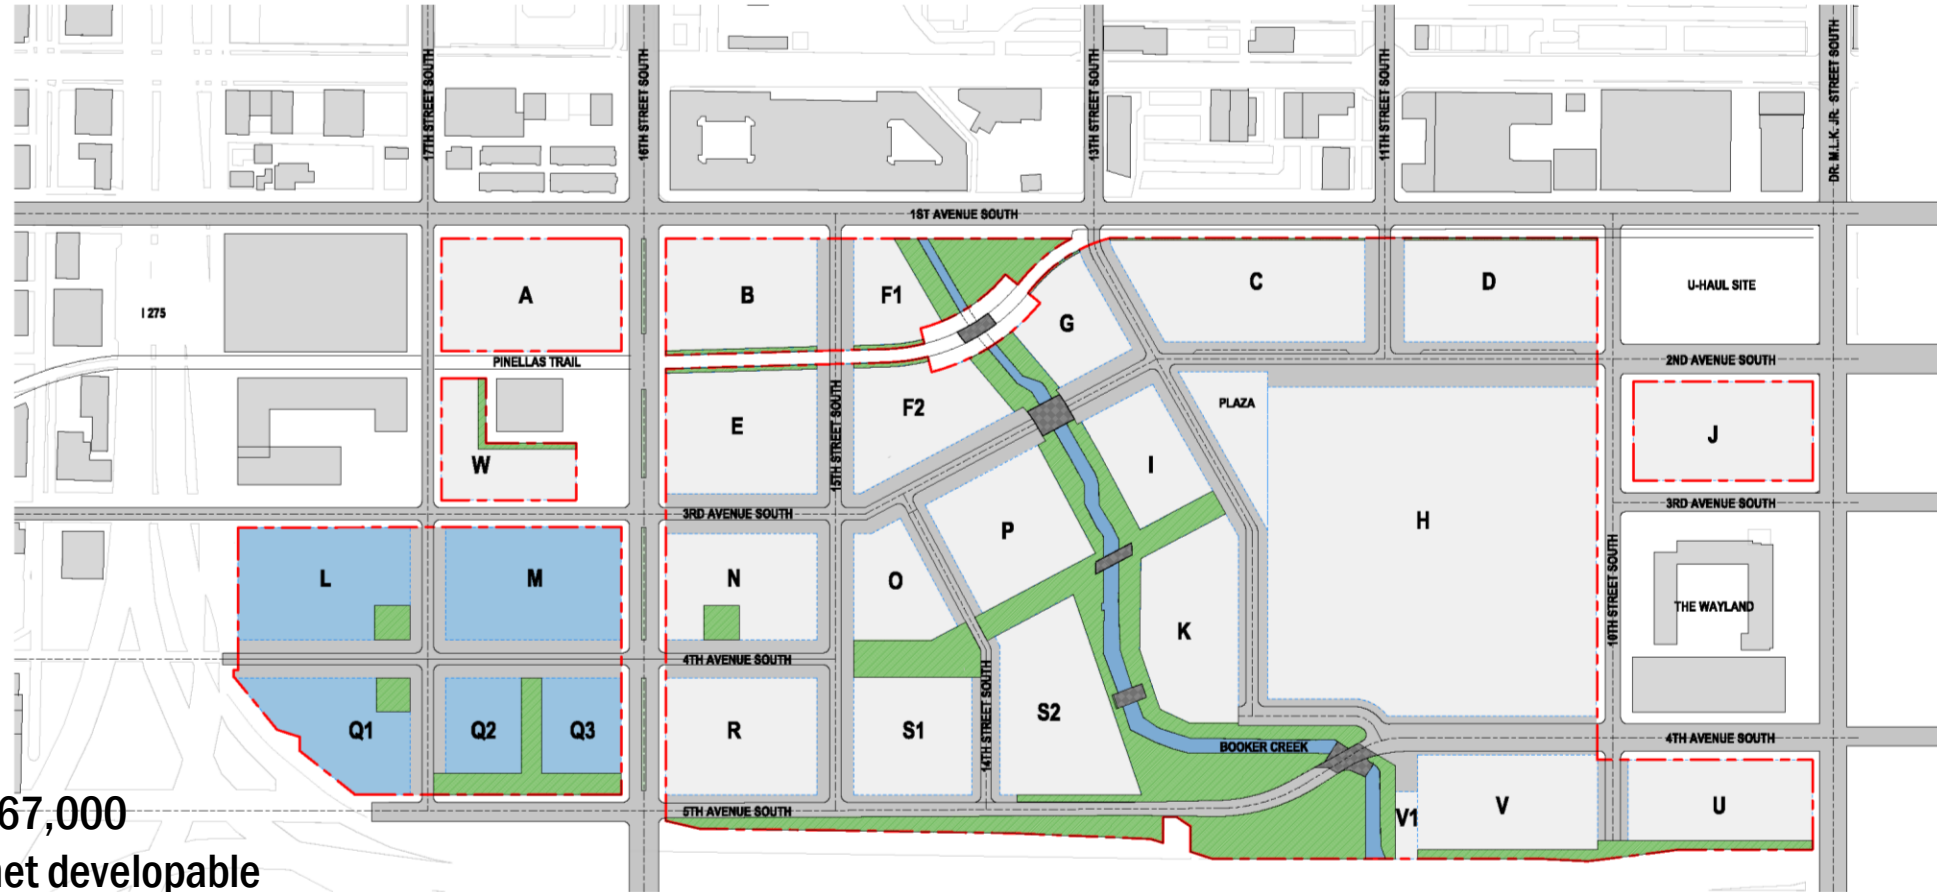 17TH STREET SOUTH
16TH STREET SOUTH
13TH STREET SOUTH
11TH STREET SOUTH
DR. M.L.K. JR. STREET SOUTH
1ST AVENUE SOUTH
A
B
F1
C
D
U-HAUL SITE
I 275
G
PINELLAS TRAIL
2ND AVENUE SOUTH
15TH STREET SOUTH
F2
PLAZA
E
J
W
I
3RD AVENUE SOUTH
3RD AVENUE SOUTH
P
H
L
M
N
O
10TH STREET SOUTH
THE WAYLAND
K
4TH AVENUE SOUTH
14TH STREET SOUTH
Q1
Q2
Q3
R
S1
S2
BOOKER CREEK
4TH AVENUE SOUTH
5TH AVENUE SOUTH
V1
V
U
67,000
net developable